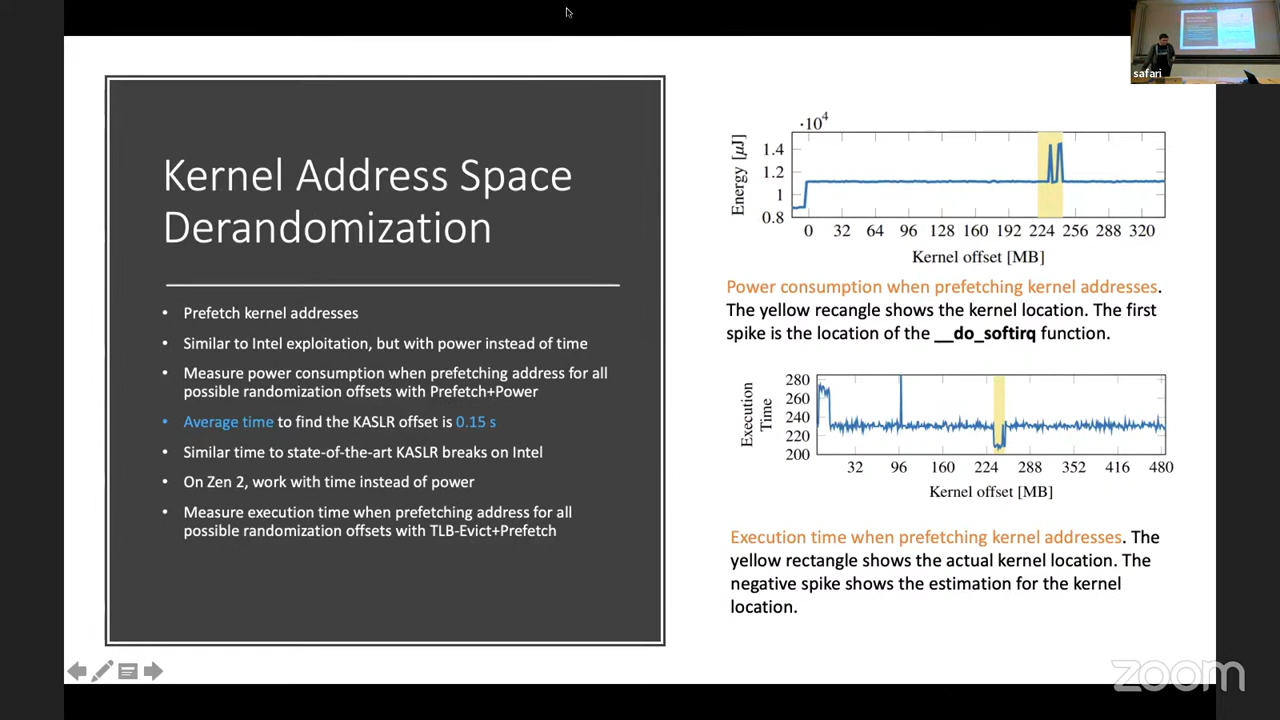 safari
Kernel Address Space
Derandomization
• Prefetch kernel addresses
• Similar to Intel exploitation, but with power instead of time
• Measure power consumption when prefetching address for all
possible randomization offsets with Prefetch+Power
• Average time to find the KASLR offset is 0.15 s
• Similar time to state-of-the-art KASLR breaks on Intel
• On Zen 2, work with time instead of power
• Measure execution time when prefetching address for all
possible randomization offsets with TLB-Evict+Prefetch
·10⁴
Energy [μJ]
1.4
1.2
1
0.8
0 32 64 96 128 160 192 224 256 288 320
Kernel offset [MB]
Power consumption when prefetching kernel addresses.
The yellow recangle shows the kernel location. The first
spike is the location of the __do_softirq function.
Execution
Time
280
260
240
220
200
32 96 160 224 288 352 416 480
Kernel offset [MB]
Execution time when prefetching kernel addresses. The
yellow rectangle shows the actual kernel location. The
negative spike shows the estimation for the kernel
location.
zoom